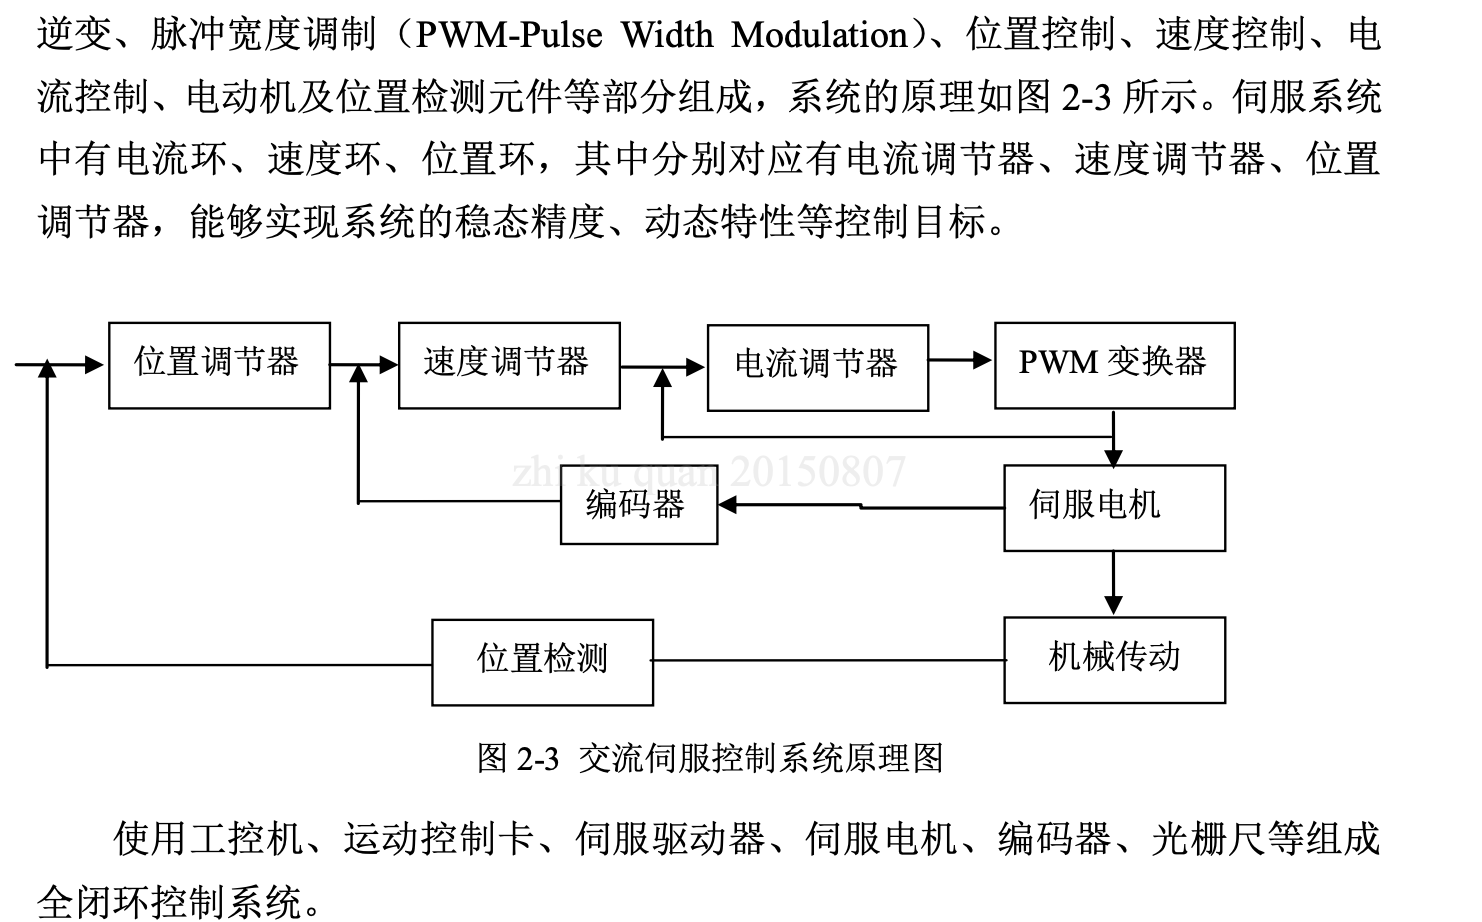 逆变、脉冲宽度调制（PWM-Pulse Width Modulation）、位置控制、速度控制、电
流控制、电动机及位置检测元件等部分组成，系统的原理如图 2-3 所示。伺服系统
中有电流环、速度环、位置环，其中分别对应有电流调节器、速度调节器、位置
调节器，能够实现系统的稳态精度、动态特性等控制目标。
位置调节器
速度调节器
电流调节器
PWM 变换器
zhi ku quan 20150807
编码器
伺服电机
位置检测
机械传动
图 2-3 交流伺服控制系统原理图
使用工控机、运动控制卡、伺服驱动器、伺服电机、编码器、光栅尺等组成
全闭环控制系统。